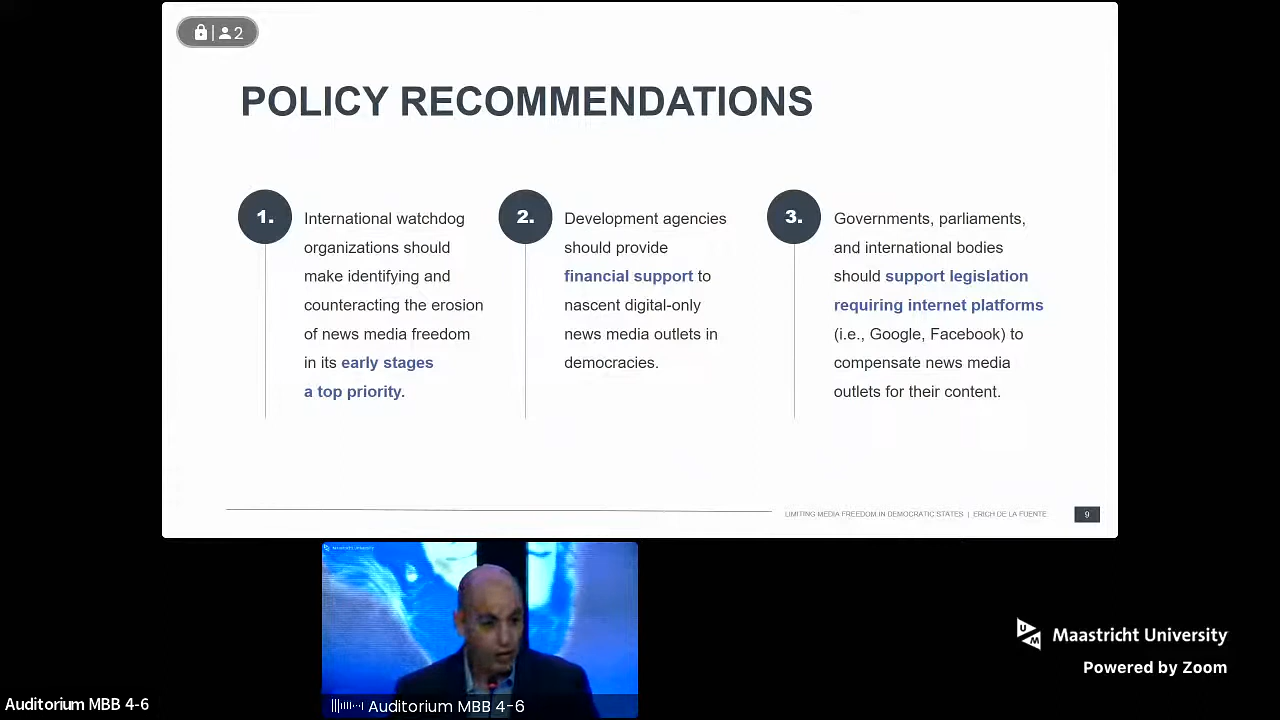 2
POLICY RECOMMENDATIONS
1.
International watchdog
organizations should
make identifying and
counteracting the erosion
of news media freedom
in its early stages
a top priority.
2.
Development agencies
should provide
financial support to
nascent digital-only
news media outlets in
democracies.
3.
Governments, parliaments,
and international bodies
should support legislation
requiring internet platforms
(i.e., Google, Facebook) to
compensate news media
outlets for their content.
LIMITING MEDIA FREEDOM IN DEMOCRATIC STATES | ERICH DE LA FUENTE
9
Maastricht University
Auditorium MBB 4-6
UM
Maastricht University
Powered by Zoom
Auditorium MBB 4-6